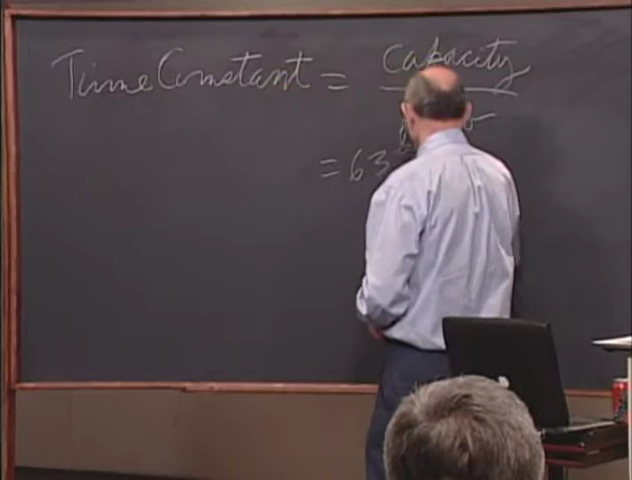 Time Constant = capacity
= 63